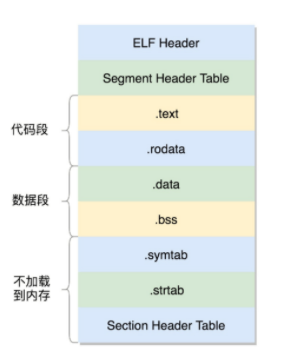 ELF Header
Segment Header Table
代码段
.text
.rodata
数据段
.data
.bss
不加载
到内存
.symtab
.strtab
Section Header Table